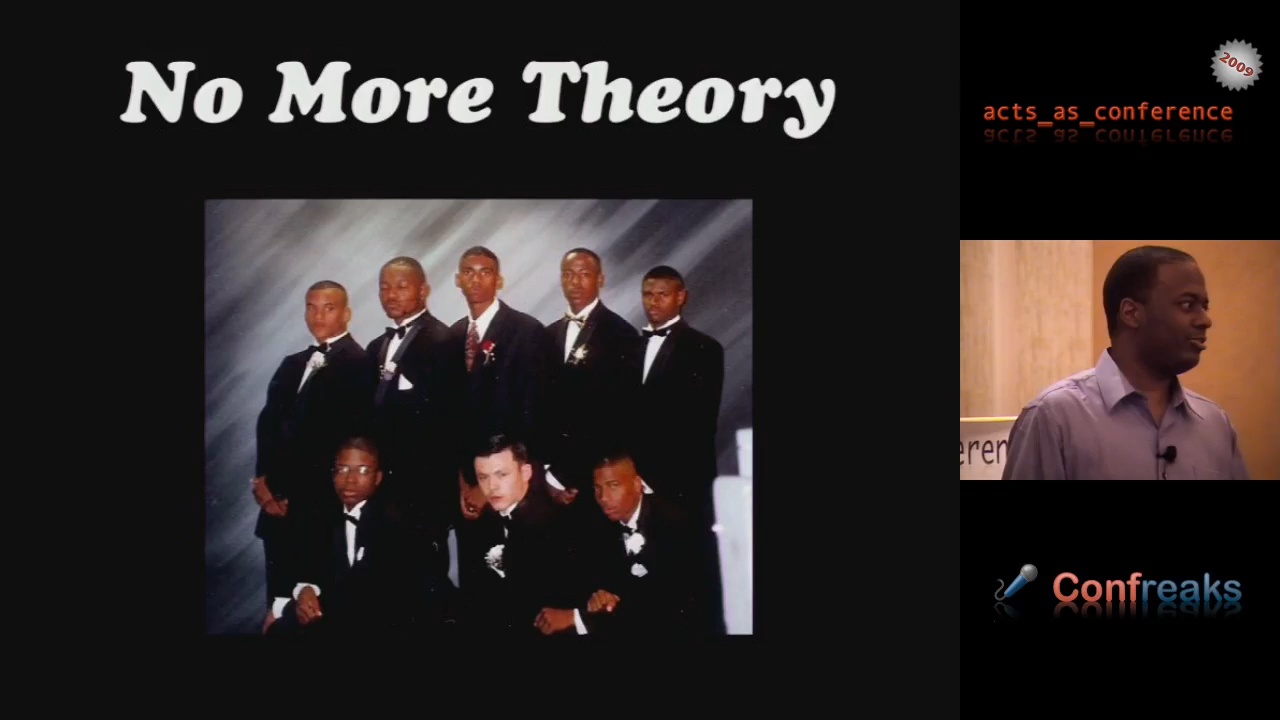 No More Theory
2009
acts_as_conference
eren
Confreaks